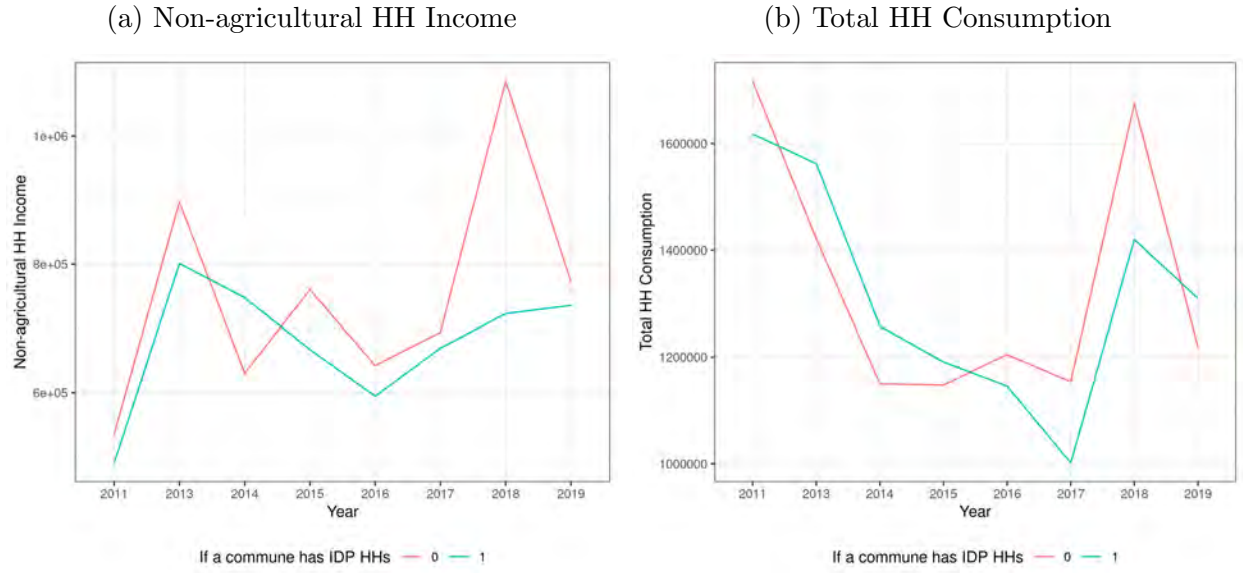 (a) Non-agricultural HH Income
Non-agricultural HH Income
1e+06
8e+05
6e+05
2011 2013 2014 2015 2016 2017 2018 2019
Year
If a commune has IDP HHs 0 1
(b) Total HH Consumption
Total HH Consumption
1600000
1400000
1200000
1000000
2011 2013 2014 2015 2016 2017 2018 2019
Year
If a commune has IDP HHs 0 1